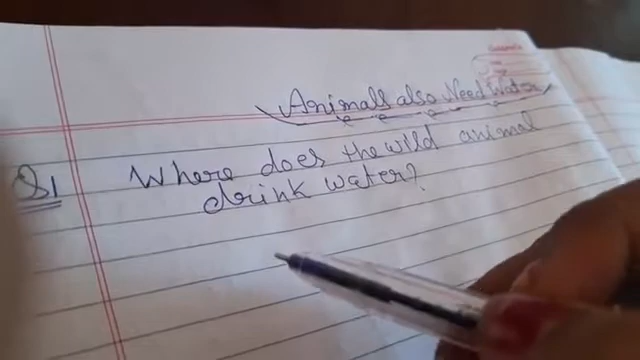 Animals also Need Water
Q1 Where does the wild animal
drink water?